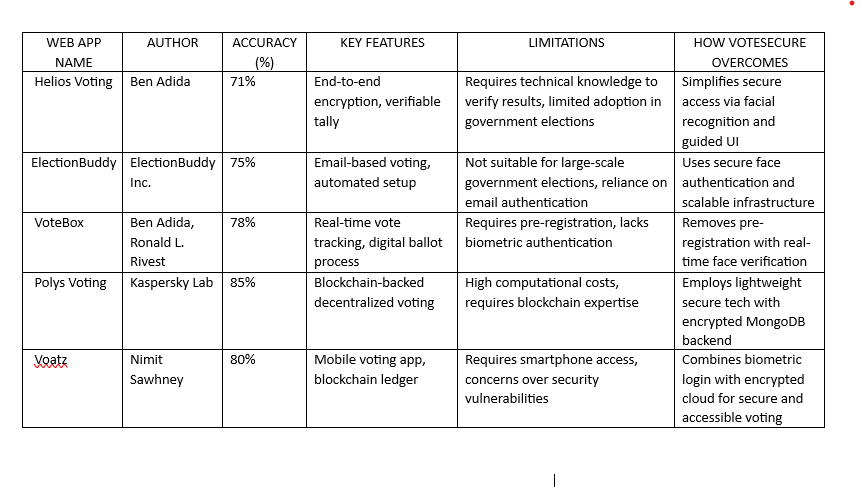 WEB APP NAME | AUTHOR | ACCURACY (%) | KEY FEATURES | LIMITATIONS | HOW VOTESECURE OVERCOMES
Helios Voting | Ben Adida | 71% | End-to-end encryption, verifiable tally | Requires technical knowledge to verify results, limited adoption in government elections | Simplifies secure access via facial recognition and guided UI
ElectionBuddy | ElectionBuddy Inc. | 75% | Email-based voting, automated setup | Not suitable for large-scale government elections, reliance on email authentication | Uses secure face authentication and scalable infrastructure
VoteBox | Ben Adida, Ronald L. Rivest | 78% | Real-time vote tracking, digital ballot process | Requires pre-registration, lacks biometric authentication | Removes pre-registration with real-time face verification
Polys Voting | Kaspersky Lab | 85% | Blockchain-backed decentralized voting | High computational costs, requires blockchain expertise | Employs lightweight secure tech with encrypted MongoDB backend
Voatz | Nimit Sawhney | 80% | Mobile voting app, blockchain ledger | Requires smartphone access, concerns over security vulnerabilities | Combines biometric login with encrypted cloud for secure and accessible voting